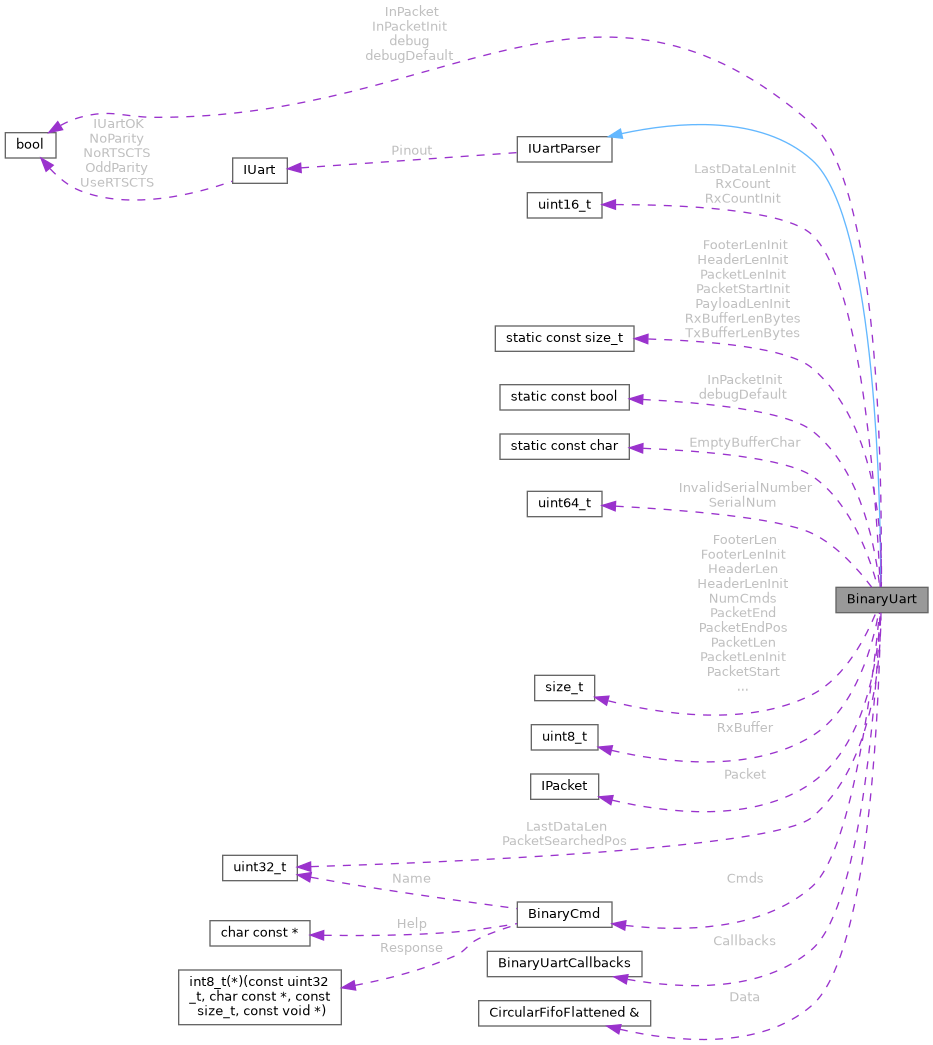 InPacket
InPacketInit
debug
debugDefault
IUartOK
NoParity
NoRTSCTS
OddParity
UseRTSCTS
bool
IUart
Pinout
IUartParser
LastDataLenInit
RxCount
RxCountInit
uint16_t
FooterLenInit
HeaderLenInit
PacketLenInit
PacketStartInit
PayloadLenInit
RxBufferLenBytes
TxBufferLenBytes
static const size_t
InPacketInit
debugDefault
static const bool
EmptyBufferChar
static const char
InvalidSerialNumber
SerialNum
uint64_t
FooterLen
FooterLenInit
HeaderLen
HeaderLenInit
NumCmds
PacketEnd
PacketEndPos
PacketLen
PacketLenInit
PacketStart
...
BinaryUart
size_t
RxBuffer
uint8_t
Packet
IPacket
LastDataLen
PacketSearchedPos
uint32_t
Name
Cmds
BinaryCmd
Help
char const *
Response
Callbacks
BinaryUartCallbacks
int8_t(*)(const uint32
_t, char const *, const
size_t, const void *)
Data
CircularFifoFlattened &